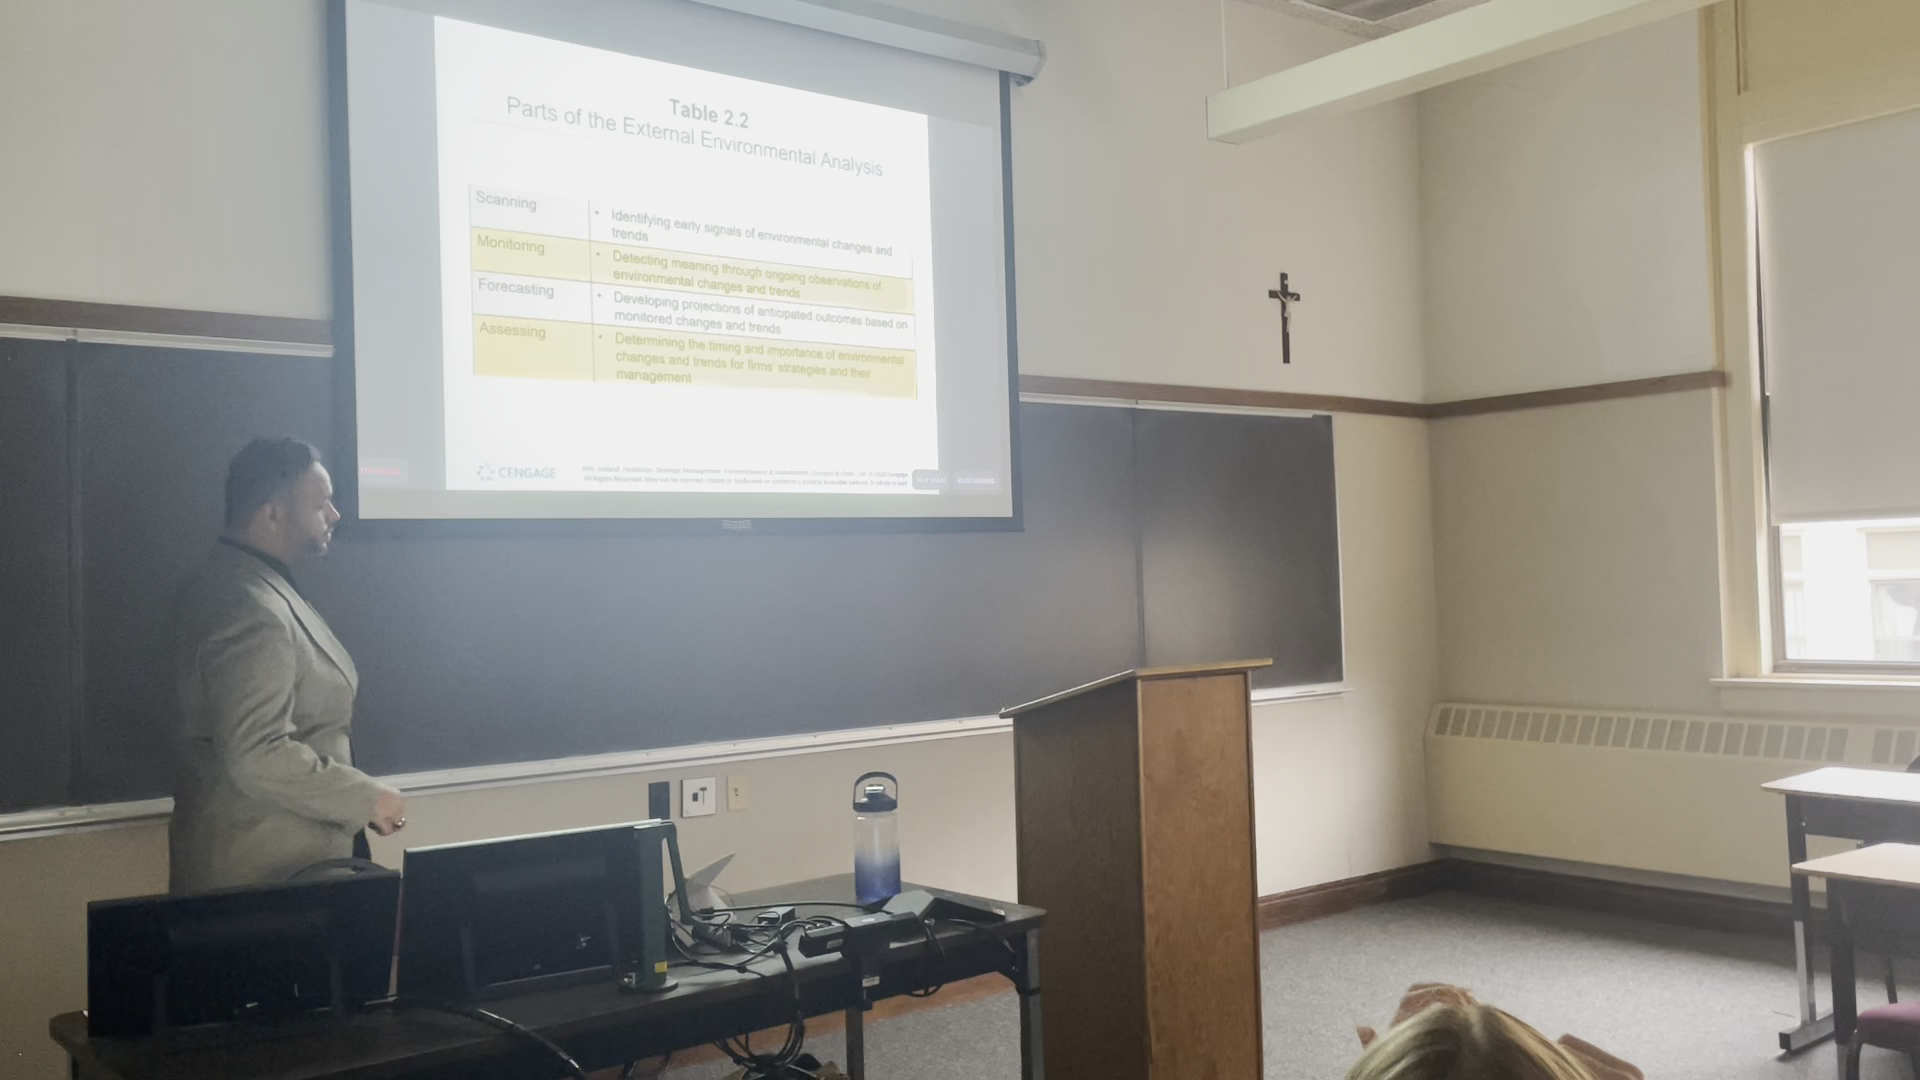 Table 2.2
Parts of the External Environmental Analysis
Scanning
• Identifying early signals of environmental changes and
trends
Monitoring
• Detecting meaning through ongoing observations of
environmental changes and trends
Forecasting
• Developing projections of anticipated outcomes based on
monitored changes and trends
Assessing
• Determining the timing and importance of environmental
changes and trends for firms' strategies and their
management
CENGAGE